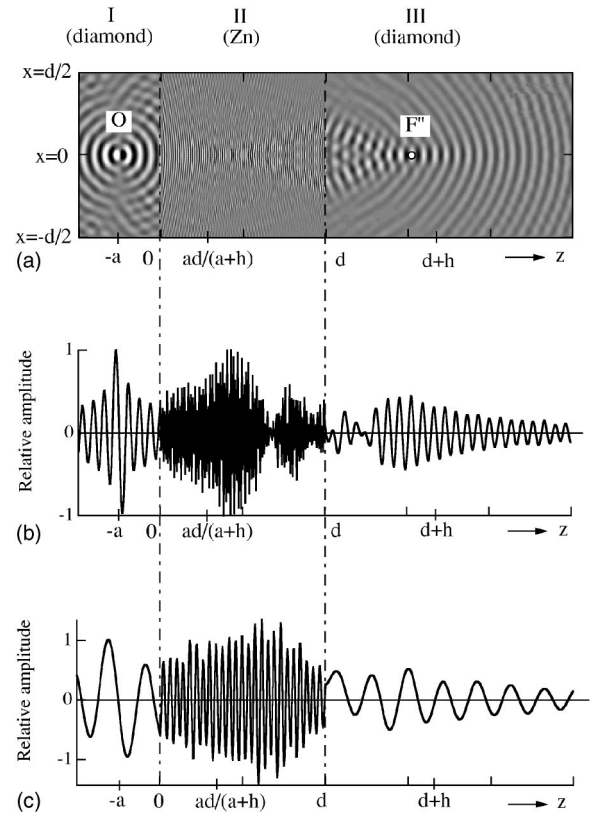 I II III
(diamond) (Zn) (diamond)
x=d/2
O F"
x=0
x=-d/2
(a) -a 0 ad/(a+h) d d+h z
Relative amplitude
1
0
-1
(b) -a 0 ad/(a+h) d d+h z
Relative amplitude
1
0
-1
(c) -a 0 ad/(a+h) d d+h z